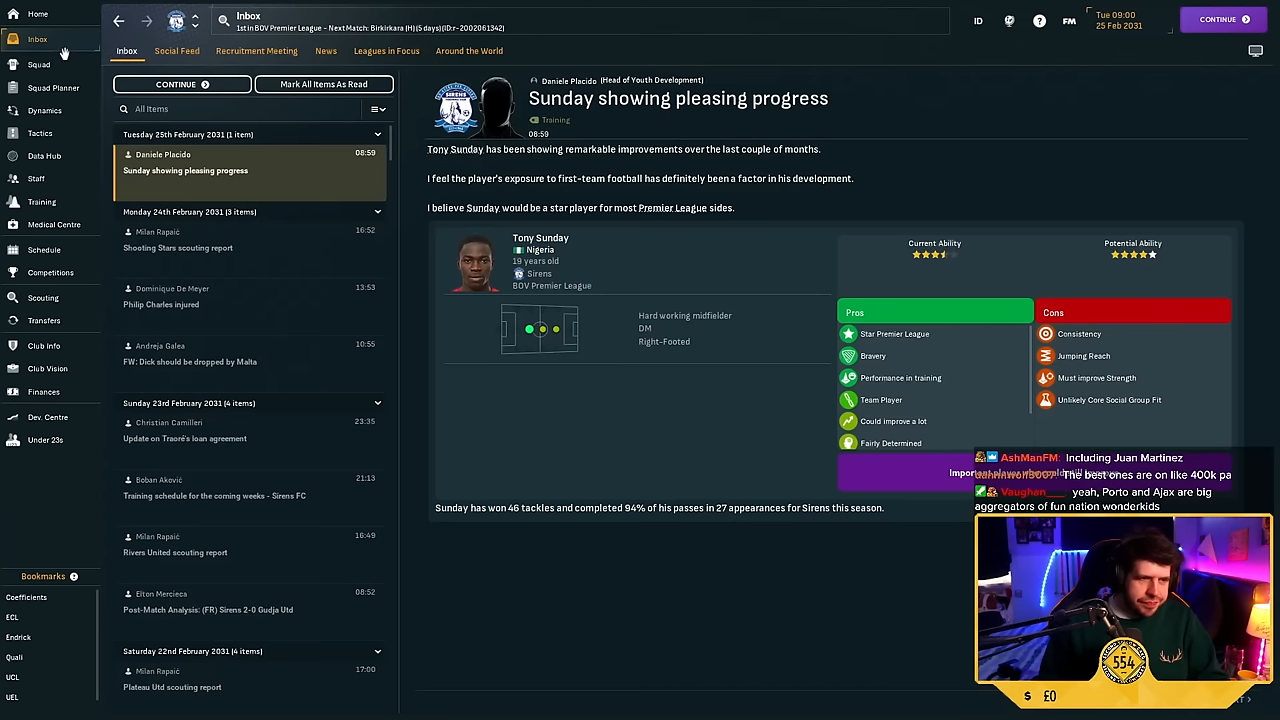 Home
Inbox
Squad
Squad Planner
Dynamics
Tactics
Data Hub
Staff
Training
Medical Centre
Schedule
Competitions
Scouting
Transfers
Club Info
Club Vision
Finances
Dev. Centre
Under 23s
Bookmarks
Coefficients
ECL
Endrick
Quali
UCL
UEL
Inbox
1st in BOV Premier League - Next Match: Birkirkara (H) (5 days)(ID:r-2002061342)
ID
FM
Tue 09:00
25 Feb 2031
CONTINUE
Inbox
Social Feed
Recruitment Meeting
News
Leagues in Focus
Around the World
CONTINUE
Mark All Items As Read
All Items
Tuesday 25th February 2031 (1 item)
Daniele Placido 08:59
Sunday showing pleasing progress
Monday 24th February 2031 (3 items)
Milan Rapaić 16:52
Shooting Stars scouting report
Dominique De Meyer 13:53
Philip Charles injured
Andreja Galea 10:55
FW: Dick should be dropped by Malta
Sunday 23rd February 2031 (4 items)
Christian Camilleri 23:35
Update on Traoré's loan agreement
Boban Aković 21:13
Training schedule for the coming weeks - Sirens FC
Milan Rapaić 16:49
Rivers United scouting report
Elton Mercieca 08:52
Post-Match Analysis: (FR) Sirens 2-0 Gudja Utd
Saturday 22nd February 2031 (4 items)
Milan Rapaić 17:00
Plateau Utd scouting report
SIRENS
Daniele Placido (Head of Youth Development)
Sunday showing pleasing progress
Training
08:59
Tony Sunday has been showing remarkable improvements over the last couple of months.
I feel the player's exposure to first-team football has definitely been a factor in his development.
I believe Sunday would be a star player for most Premier League sides.
Tony Sunday
Nigeria
19 years old
Sirens
BOV Premier League
Hard working midfielder
DM
Right-Footed
Current Ability
Potential Ability
Pros
Star Premier League
Bravery
Performance in training
Team Player
Could improve a lot
Fairly Determined
Cons
Consistency
Jumping Reach
Must improve Strength
Unlikely Core Social Group Fit
Sunday has won 46 tackles and completed 94% of his passes in 27 appearances for Sirens this season.
AshManFM: Including Juan Martinez
The best ones are on like 400k pa
Vaughan____: yeah, Porto and Ajax are big
aggregators of fun nation wonderkids
554
$ £0